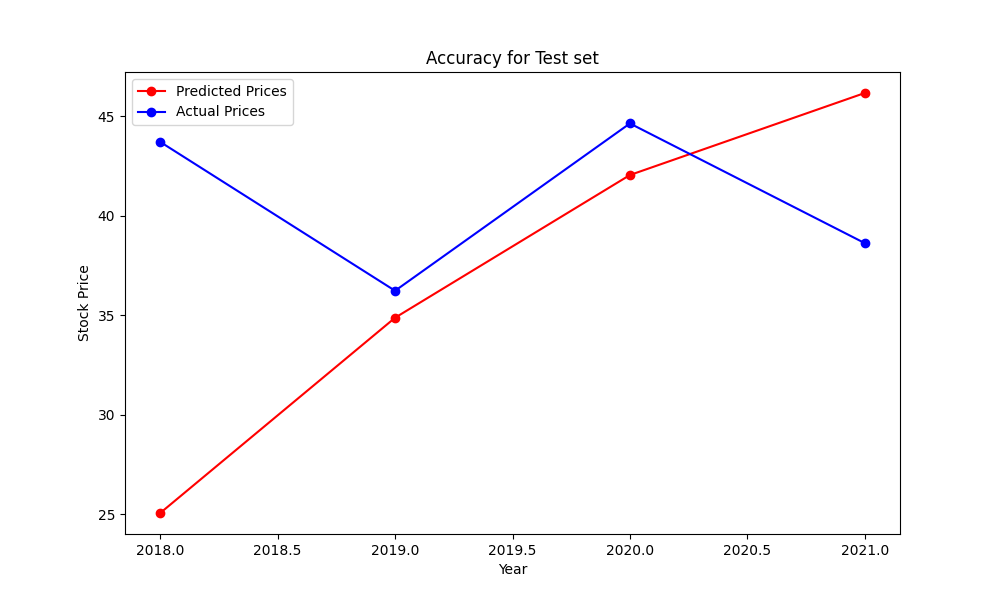 Accuracy for Test set
Predicted Prices
Actual Prices
45
40
35
30
25
Stock Price
2018.0 2018.5 2019.0 2019.5 2020.0 2020.5 2021.0
Year